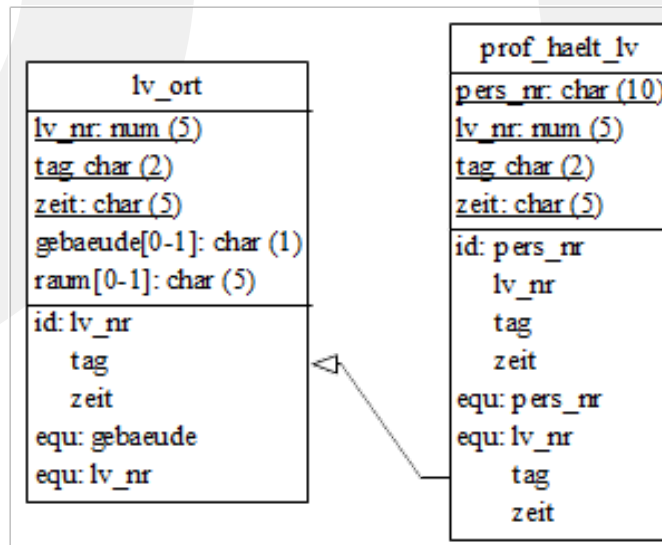 lv_ort
lv_nr: num (5)
tag char (2)
zeit: char (5)
gebaeude[0-1]: char (1)
raum[0-1]: char (5)
id: lv_nr
tag
zeit
equ: gebaeude
equ: lv_nr
prof_haelt_lv
pers_nr: char (10)
lv_nr: num (5)
tag char (2)
zeit: char (5)
id: pers_nr
lv_nr
tag
zeit
equ: pers_nr
equ: lv_nr
tag
zeit